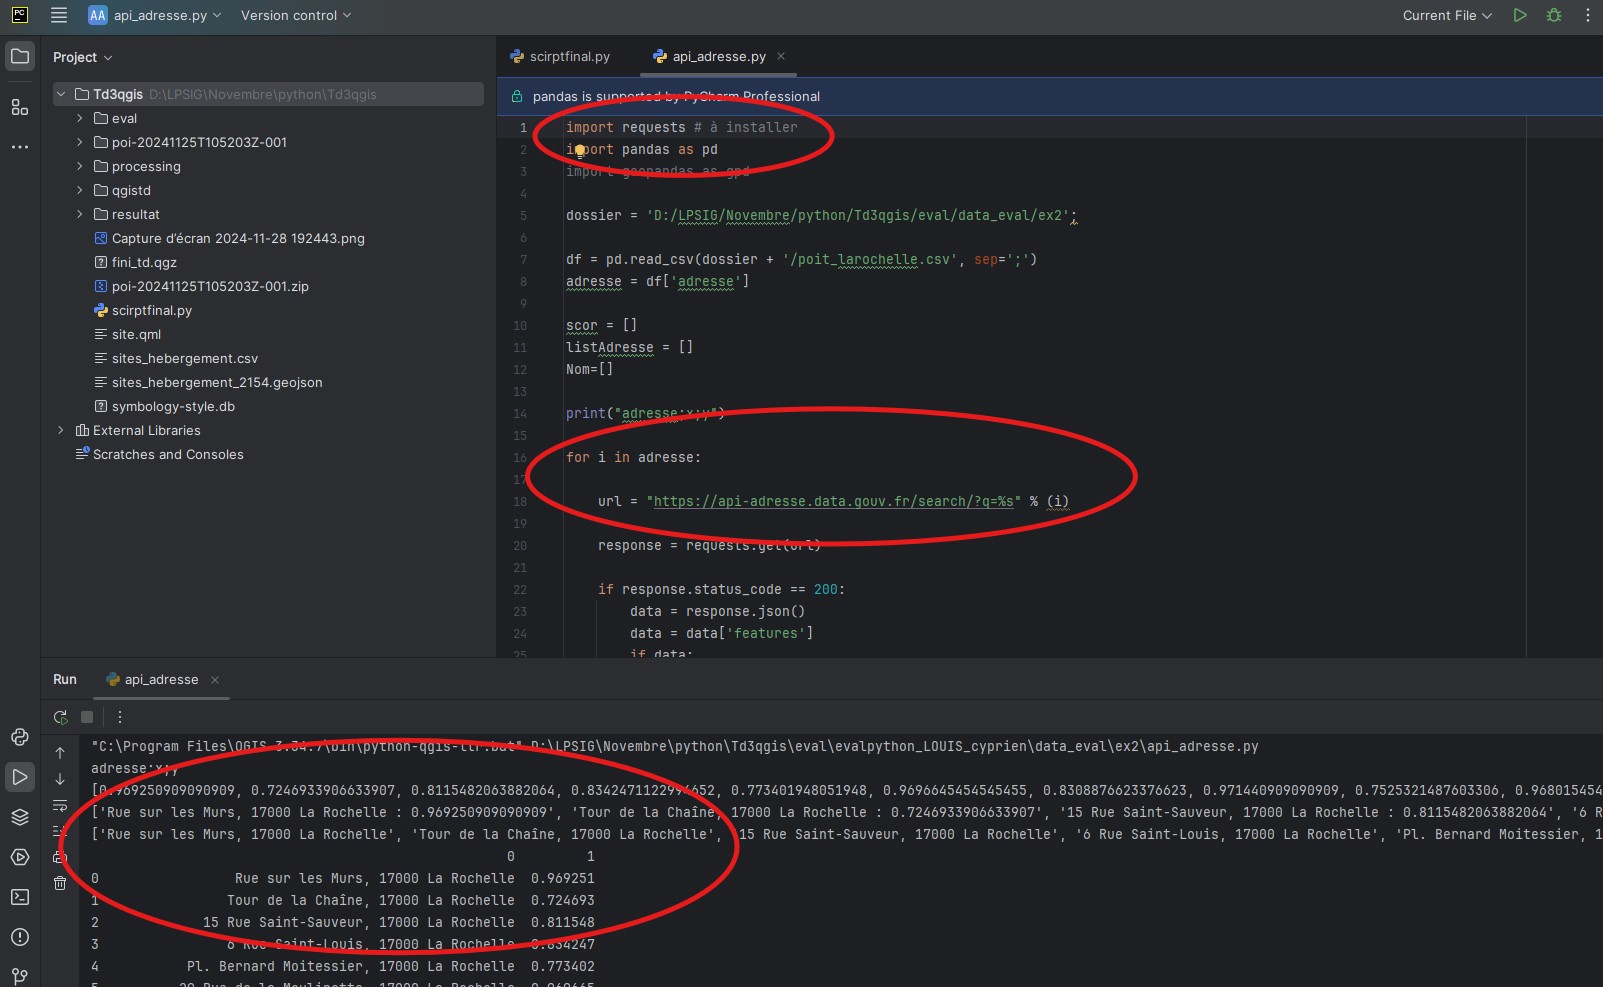 PC
AA api_adresse.py Version control Current File
Project
scirptfinal.py api_adresse.py
Td3qgis D:\LPSIG\Novembre\python\Td3qgis
pandas is supported by PyCharm Professional
eval
poi-20241125T105203Z-001
processing
qgistd
resultat
Capture d'écran 2024-11-28 192443.png
fini_td.qgz
poi-20241125T105203Z-001.zip
scirptfinal.py
site.qml
sites_hebergement.csv
sites_hebergement_2154.geojson
symbology-style.db
External Libraries
Scratches and Consoles
1 import requests # à installer
2 import pandas as pd
3 import geopandas as gpd
4
5 dossier = 'D:/LPSIG/Novembre/python/Td3qgis/eval/data_eval/ex2';
6
7 df = pd.read_csv(dossier + '/poit_larochelle.csv', sep=';')
8 adresse = df['adresse']
9
10 scor = []
11 listAdresse = []
12 Nom=[]
13
14 print("adresse;x;y")
15
16 for i in adresse:
17
18 url = "https://api-adresse.data.gouv.fr/search/?q=%s" % (i)
19
20 response = requests.get(url)
21
22 if response.status_code == 200:
23 data = response.json()
24 data = data['features']
25 if data:
Run api_adresse
"C:\Program Files\QGIS 3.34.7\bin\python-qgis-ltr.bat" D:\LPSIG\Novembre\python\Td3qgis\eval\evalpython_LOUIS_cyprien\data_eval\ex2\api_adresse.py
adresse;x;y
[0.969250909090909, 0.7246933906633907, 0.8115482063882064, 0.8342471122994652, 0.773401948051948, 0.9696645454545455, 0.8308876623376623, 0.971440909090909, 0.7525321487603306, 0.968015454
['Rue sur les Murs, 17000 La Rochelle : 0.969250909090909', 'Tour de la Chaîne, 17000 La Rochelle : 0.7246933906633907', '15 Rue Saint-Sauveur, 17000 La Rochelle : 0.8115482063882064', '6 R
['Rue sur les Murs, 17000 La Rochelle', 'Tour de la Chaîne, 17000 La Rochelle', '15 Rue Saint-Sauveur, 17000 La Rochelle', '6 Rue Saint-Louis, 17000 La Rochelle', 'Pl. Bernard Moitessier, 1
0 1
0 Rue sur les Murs, 17000 La Rochelle 0.969251
1 Tour de la Chaîne, 17000 La Rochelle 0.724693
2 15 Rue Saint-Sauveur, 17000 La Rochelle 0.811548
3 6 Rue Saint-Louis, 17000 La Rochelle 0.834247
4 Pl. Bernard Moitessier, 17000 La Rochelle 0.773402
17000 La Rochelle 0.969665